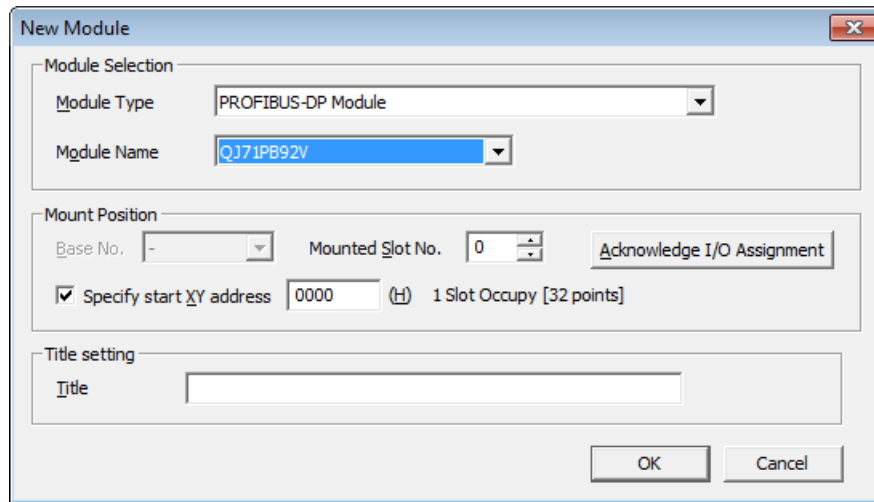 New Module
Module Selection
Module Type PROFIBUS-DP Module
Module Name QJ71PB92V
Mount Position
Base No. - Mounted Slot No. 0 Acknowledge I/O Assignment
Specify start XY address 0000 (H) 1 Slot Occupy [32 points]
Title setting
Title
OK Cancel